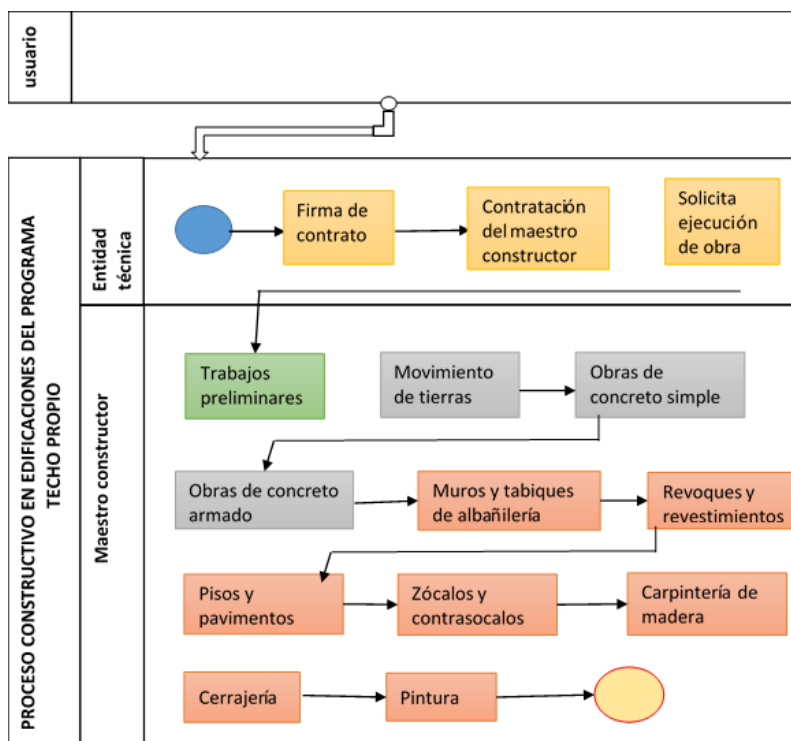 usuario
PROCESO CONSTRUCTIVO EN EDIFICACIONES DEL PROGRAMA
TECHO PROPIO
Entidad
técnica
Firma de
contrato
Contratación
del maestro
constructor
Solicita
ejecución
de obra
Maestro constructor
Trabajos
preliminares
Movimiento
de tierras
Obras de
concreto simple
Obras de concreto
armado
Muros y tabiques
de albañilería
Revoques y
revestimientos
Pisos y
pavimentos
Zócalos y
contrasocalos
Carpintería de
madera
Cerrajería
Pintura